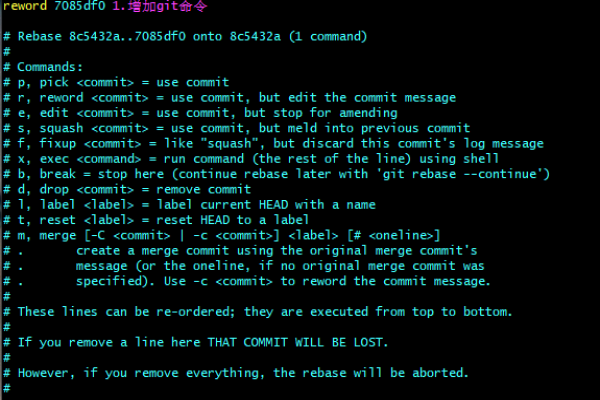 reword 7085df0 1.增加git命令
# Rebase 8c5432a..7085df0 onto 8c5432a (1 command)
#
# Commands:
# p, pick <commit> = use commit
# r, reword <commit> = use commit, but edit the commit message
# e, edit <commit> = use commit, but stop for amending
# s, squash <commit> = use commit, but meld into previous commit
# f, fixup <commit> = like "squash", but discard this commit's log message
# x, exec <command> = run command (the rest of the line) using shell
# b, break = stop here (continue rebase later with 'git rebase --continue')
# d, drop <commit> = remove commit
# l, label <label> = label current HEAD with a name
# t, reset <label> = reset HEAD to a label
# m, merge [-C <commit> | -c <commit>] <label> [# <oneline>]
# .       create a merge commit using the original merge commit's
# .       message (or the oneline, if no original merge commit was
# .       specified). Use -c <commit> to reword the commit message.
#
# These lines can be re-ordered; they are executed from top to bottom.
#
# If you remove a line here THAT COMMIT WILL BE LOST.
#
# However, if you remove everything, the rebase will be aborted.
#